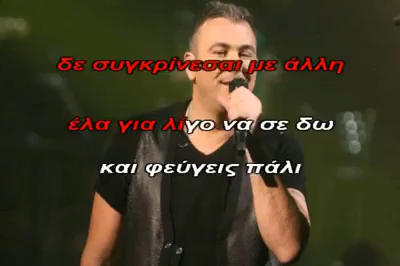 δε συγκρίνεσαι με άλλη
έλα για λίγο να σε δω
και φεύγεις πάλι